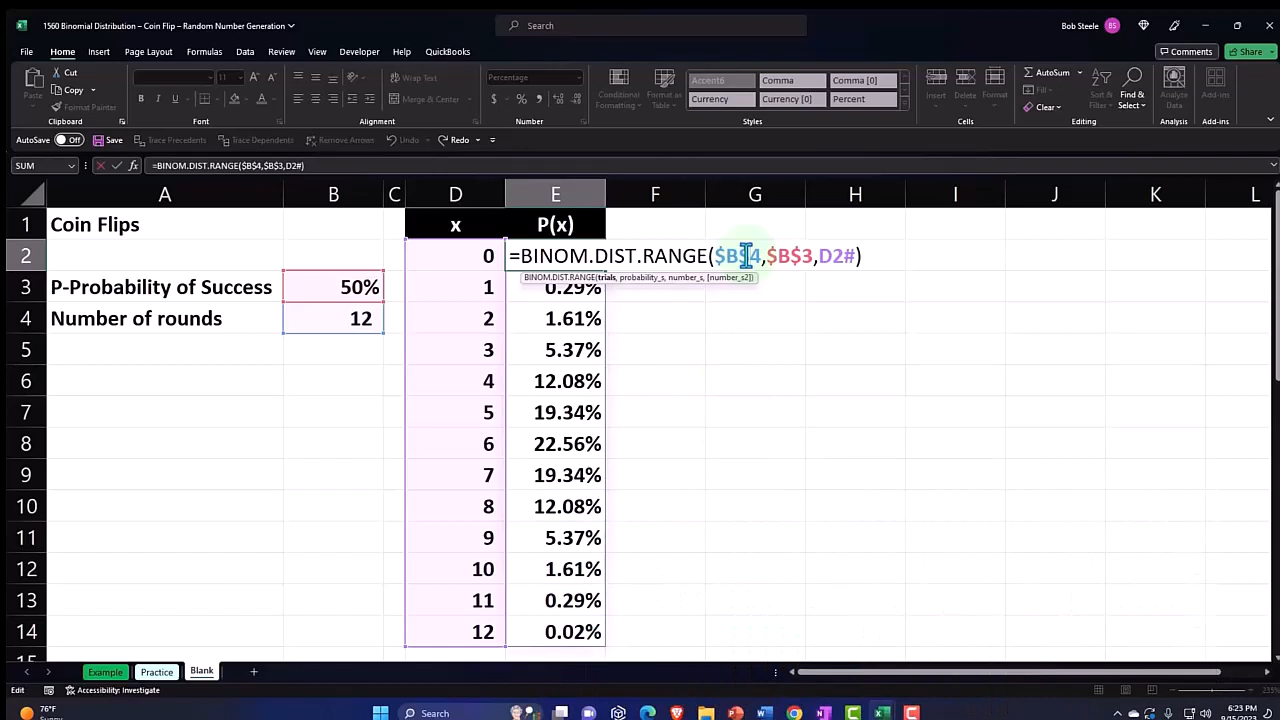 1560 Binomial Distribution – Coin Flip – Random Number Generation
Search
Bob Steele
BS
File Home Insert Page Layout Formulas Data Review View Developer Help QuickBooks
Comments
Share
Paste
Cut
Copy
Format Painter
Clipboard
11
Font
Wrap Text
Merge & Center
Alignment
Percentage
Number
Conditional Formatting
Format as Table
Accent6 Comma Comma [0]
Currency Currency [0] Percent
Styles
Insert Delete Format
Cells
AutoSum
Fill
Clear
Sort & Filter
Find & Select
Editing
Analyze Data
Analysis
Add-ins
Add-ins
AutoSave Off Save Trace Precedents Trace Dependents Remove Arrows Undo Redo
SUM fx =BINOM.DIST.RANGE($B$4,$B$3,D2#)
A B C D E F G H I J K L
1 Coin Flips x P(x)
2 0 =BINOM.DIST.RANGE($B$4,$B$3,D2#)
BINOM.DIST.RANGE(trials, probability_s, number_s, [number_s2])
3 P-Probability of Success 50% 1 0.29%
4 Number of rounds 12 2 1.61%
5 3 5.37%
6 4 12.08%
7 5 19.34%
8 6 22.56%
9 7 19.34%
10 8 12.08%
11 9 5.37%
12 10 1.61%
13 11 0.29%
14 12 0.02%
15
Example Practice Blank
Edit Accessibility: Investigate
76°F
Sunny
Search
6:23 PM
9/15/2023